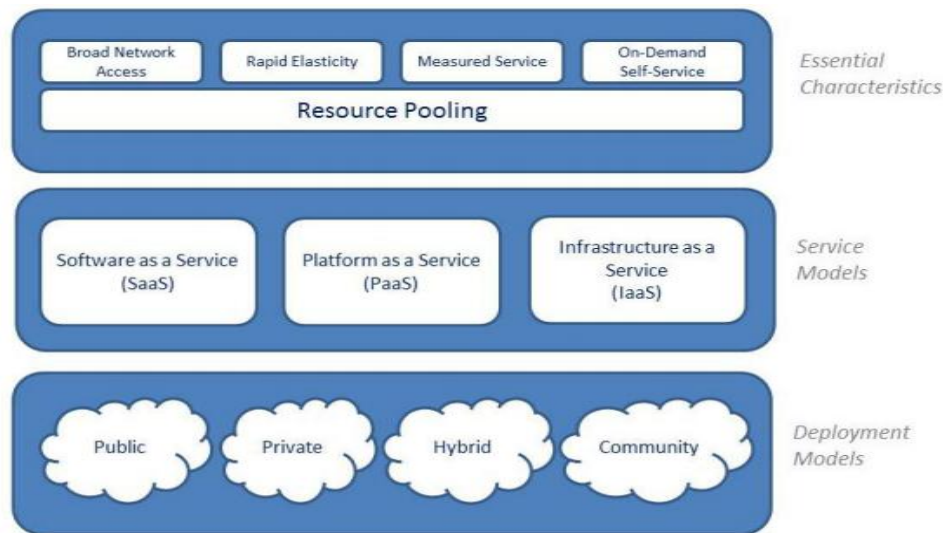 Broad Network
Access
Rapid Elasticity
Measured Service
On-Demand
Self-Service
Resource Pooling
Essential
Characteristics
Software as a Service
(SaaS)
Platform as a Service
(PaaS)
Infrastructure as a
Service
(IaaS)
Service
Models
Public
Private
Hybrid
Community
Deployment
Models